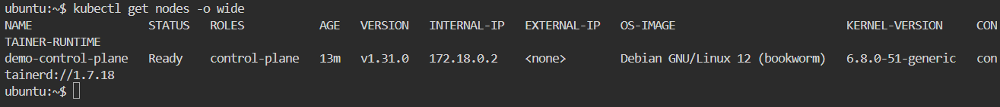 ubuntu:~$ kubectl get nodes -o wide
NAME                 STATUS   ROLES           AGE   VERSION   INTERNAL-IP   EXTERNAL-IP   OS-IMAGE                         KERNEL-VERSION     CON
TAINER-RUNTIME
demo-control-plane   Ready    control-plane   13m   v1.31.0   172.18.0.2    <none>        Debian GNU/Linux 12 (bookworm)   6.8.0-51-generic   con
tainerd://1.7.18
ubuntu:~$